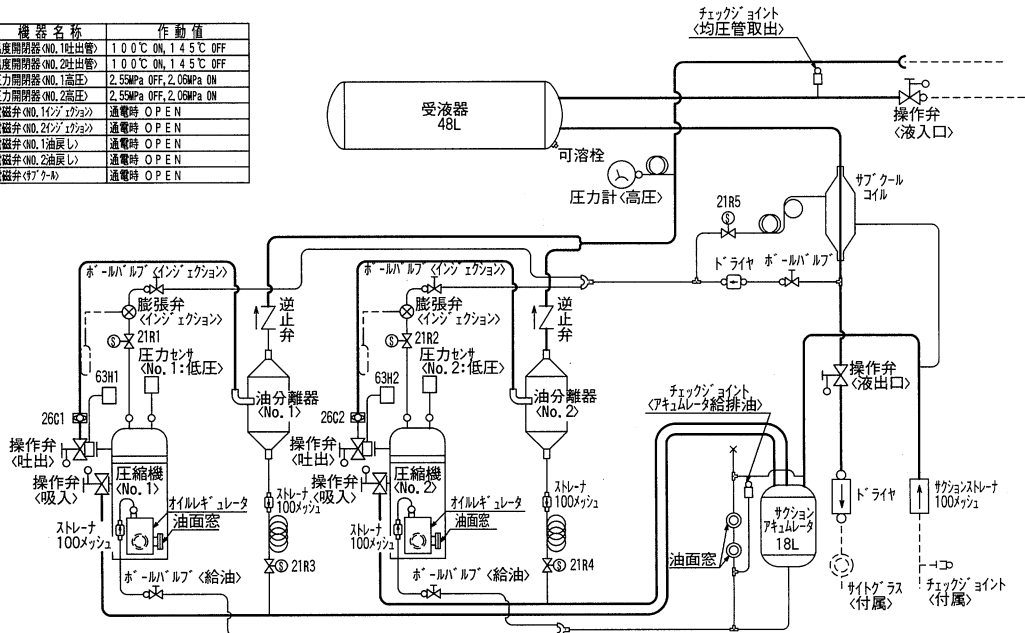 機器名称 作動値
度開閉器<NO.1吐出管> 100℃ ON,145℃ OFF
度開閉器<NO.2吐出管> 100℃ ON,145℃ OFF
力開閉器<NO.1高圧> 2.55MPa OFF,2.06MPa ON
力開閉器<NO.2高圧> 2.55MPa OFF,2.06MPa ON
磁弁<NO.1インジェクション> 通電時 OPEN
磁弁<NO.2インジェクション> 通電時 OPEN
磁弁<NO.1油戻し> 通電時 OPEN
磁弁<NO.2油戻し> 通電時 OPEN
磁弁<サブクール> 通電時 OPEN
チェックジョイント
<均圧管取出>
受液器
48L
操作弁
<液入口>
可溶栓
圧力計<高圧>
サブクール
コイル
21R5
ドライヤ
ボールバルブ
ボールバルブ<インジェクション>
膨張弁
<インジェクション>
21R1
圧力センサ
<No.1:低圧>
63H1
26C1
操作弁
<吐出>
操作弁
<吸入>
圧縮機
<No.1>
オイルレギュレータ
油面窓
ストレーナ
100メッシュ
ボールバルブ<給油>
逆止弁
油分離器
<No.1>
ストレーナ
100メッシュ
21R3
ボールバルブ<インジェクション>
膨張弁
<インジェクション>
21R2
圧力センサ
<No.2:低圧>
63H2
26C2
操作弁
<吐出>
操作弁
<吸入>
圧縮機
<No.2>
オイルレギュレータ
油面窓
ストレーナ
100メッシュ
ボールバルブ<給油>
逆止弁
油分離器
<No.2>
ストレーナ
100メッシュ
21R4
チェックジョイント
<アキュムレータ給排油>
油面窓
サクション
アキュムレータ
18L
操作弁
<液出口>
ドライヤ
サクションストレーナ
100メッシュ
サイトグラス
<付属>
チェックジョイント
<付属>